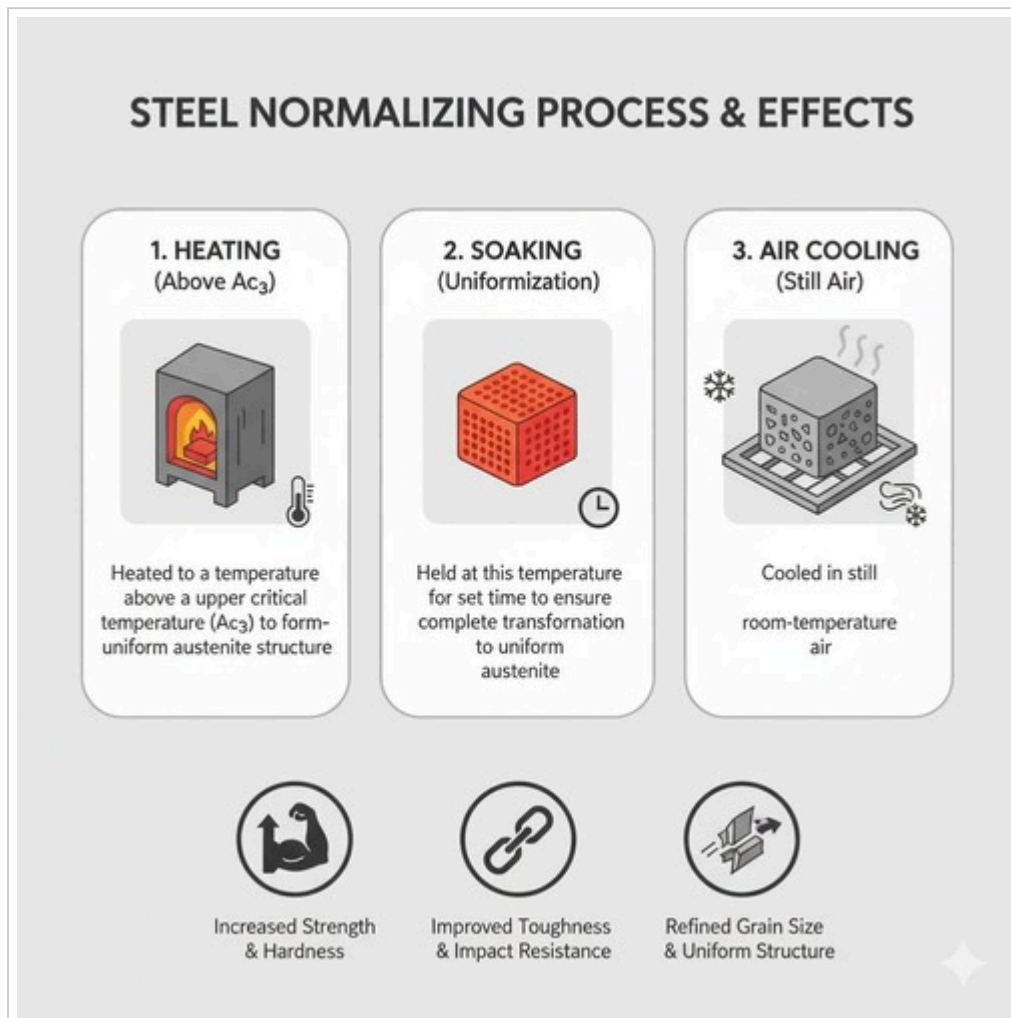 STEEL NORMALIZING PROCESS & EFFECTS
1. HEATING
(Above Ac₃)
Heated to a temperature
above a upper critical
temperature (Ac₃) to form-
uniform austenite structure
2. SOAKING
(Uniformization)
Held at this temperature
for set time to ensure
complete transfornation
to uniform
austenite
3. AIR COOLING
(Still Air)
Cooled in still
room-temperature
air
Increased Strength
& Hardness
Improved Toughness
& Impact Resistance
Refined Grain Size
& Uniform Structure